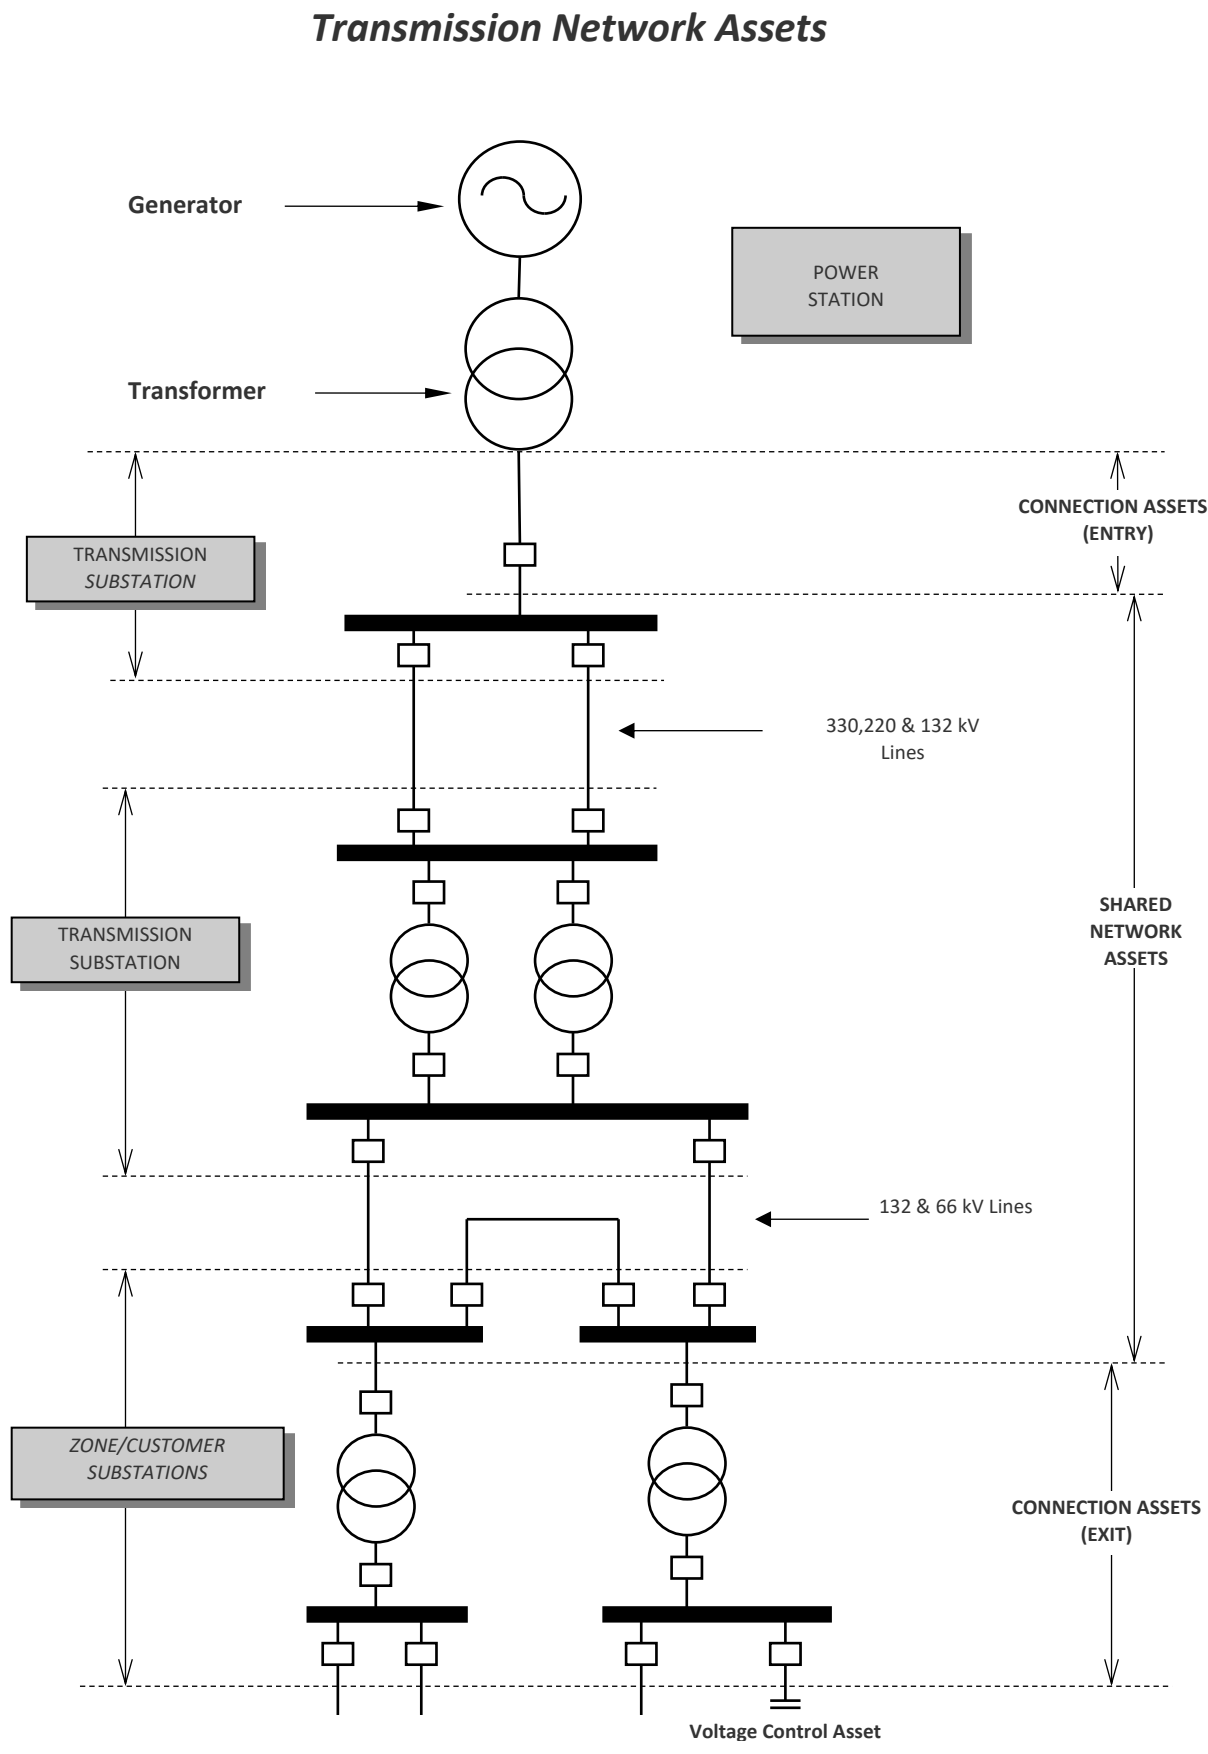 Transmission Network Assets
Generator
POWER
STATION
Transformer
CONNECTION ASSETS
(ENTRY)
TRANSMISSION
SUBSTATION
330,220 & 132 kV
Lines
SHARED
NETWORK
ASSETS
TRANSMISSION
SUBSTATION
132 & 66 kV Lines
ZONE/CUSTOMER
SUBSTATIONS
CONNECTION ASSETS
(EXIT)
Voltage Control Asset